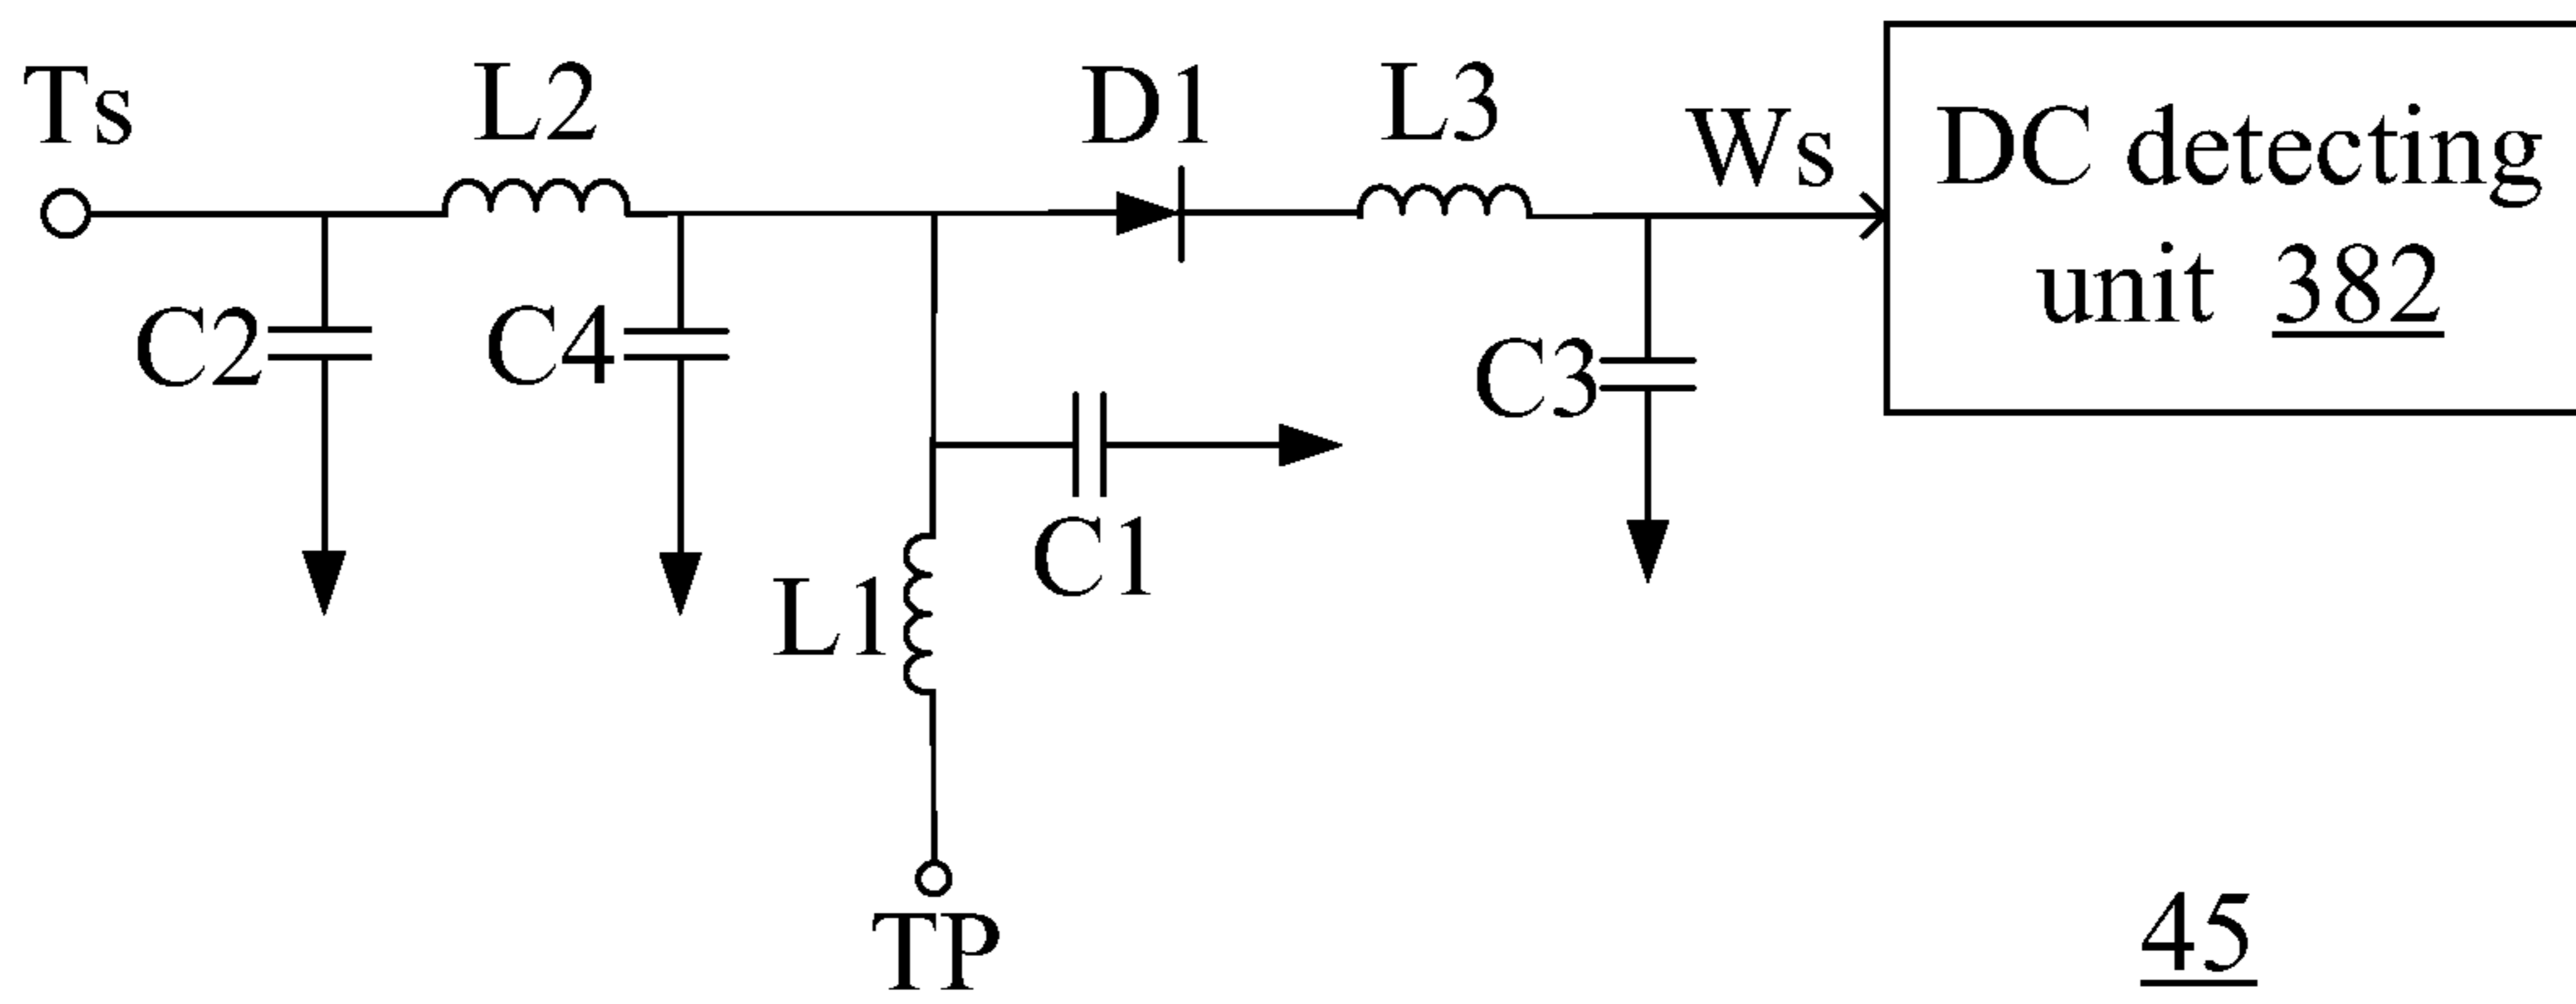 Ts
L2
D1
L3
Ws
DC detecting
unit 382
C2
C4
C3
C1
L1
TP
45